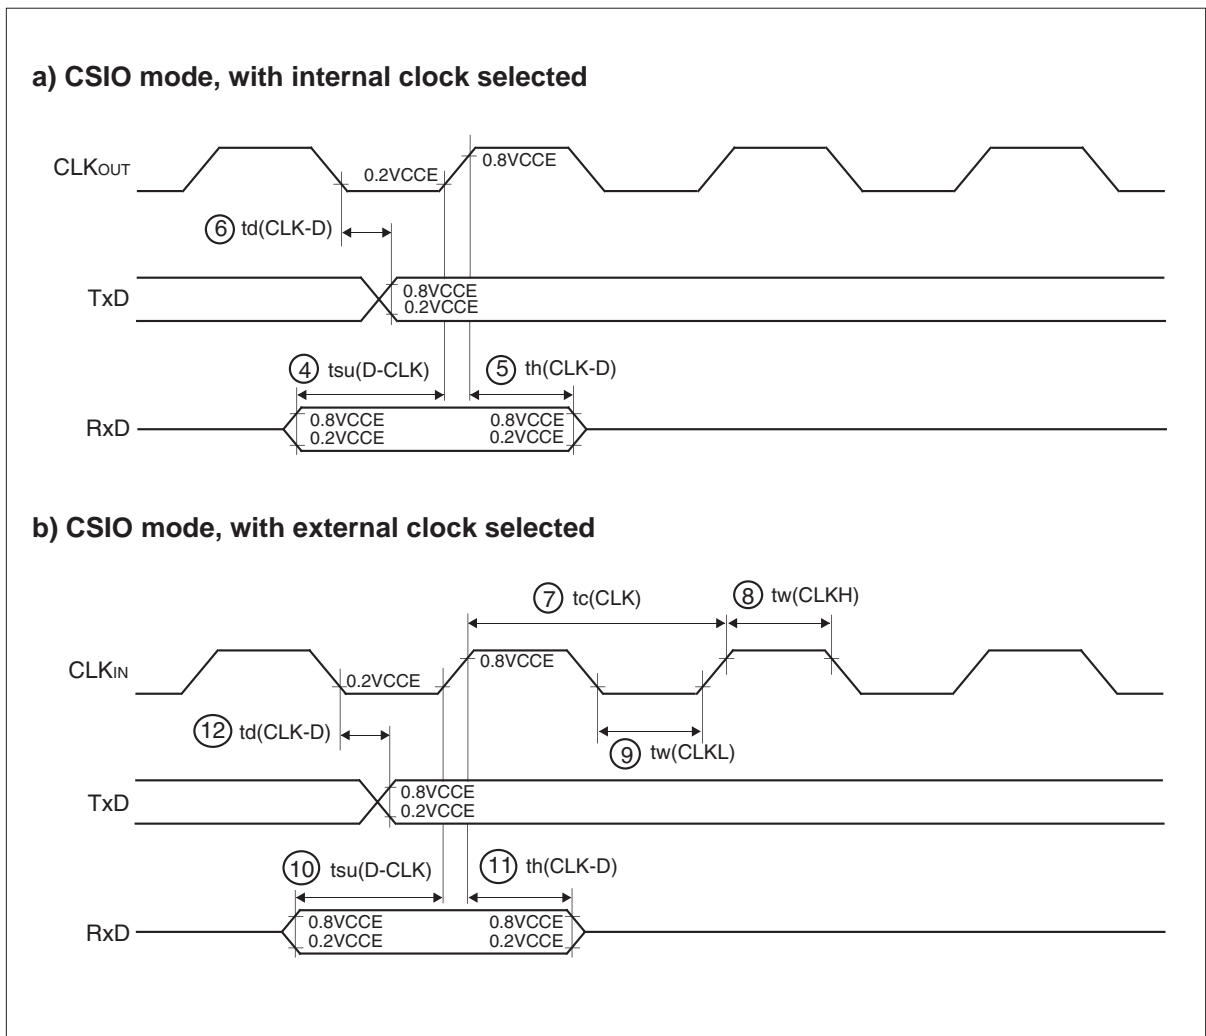 a) CSIO mode, with internal clock selected
CLKOUT
0.2VCCE
0.8VCCE
6 td(CLK-D)
TxD
0.8VCCE
0.2VCCE
4 tsu(D-CLK)
5 th(CLK-D)
RxD
0.8VCCE
0.2VCCE
0.8VCCE
0.2VCCE
b) CSIO mode, with external clock selected
7 tc(CLK)
8 tw(CLKH)
CLKIN
0.2VCCE
0.8VCCE
12 td(CLK-D)
9 tw(CLKL)
TxD
0.8VCCE
0.2VCCE
10 tsu(D-CLK)
11 th(CLK-D)
RxD
0.8VCCE
0.2VCCE
0.8VCCE
0.2VCCE